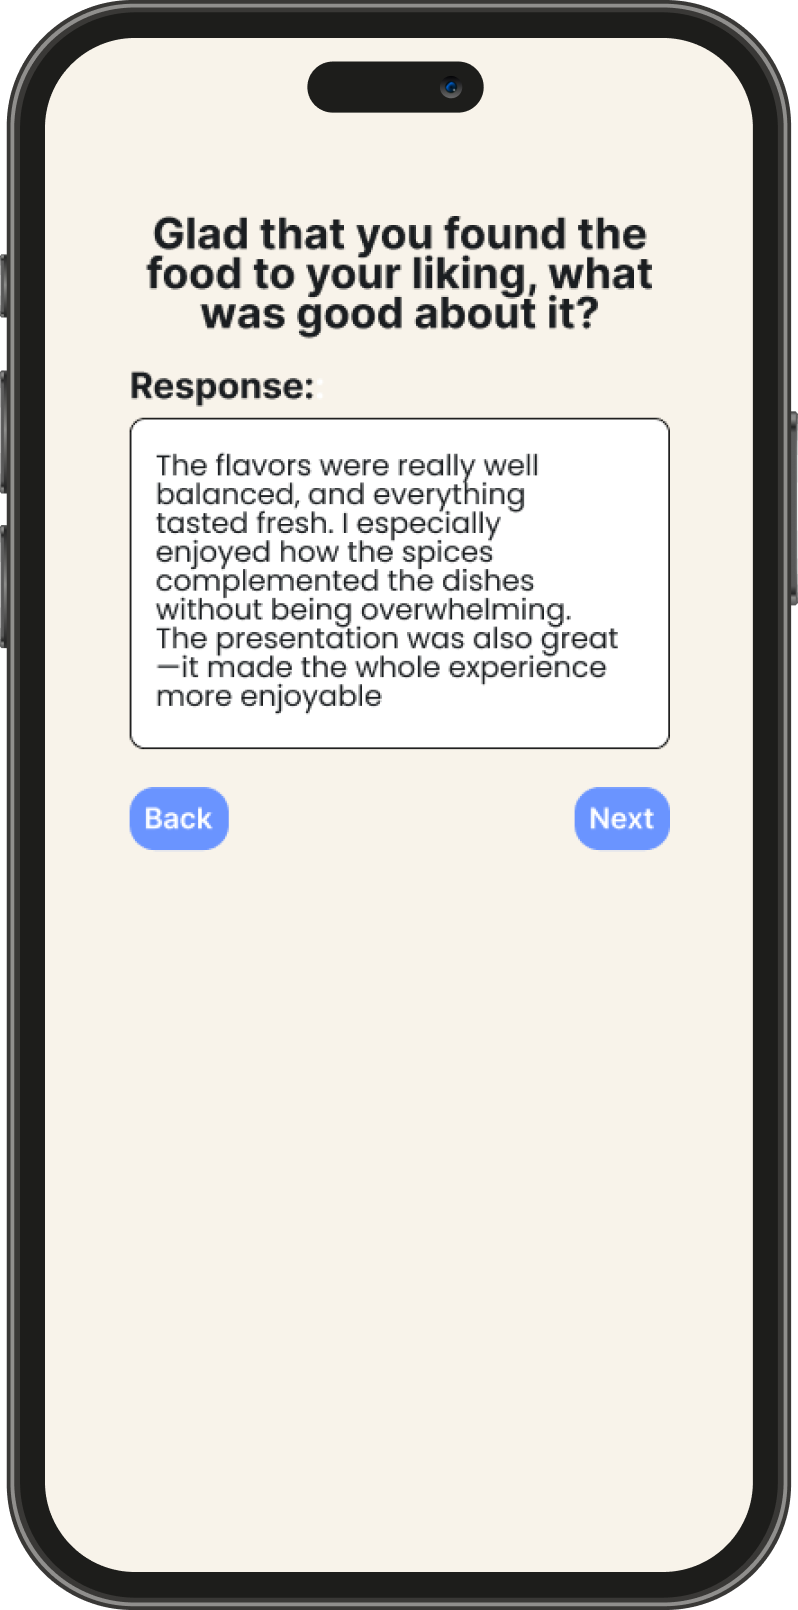 Glad that you found the
food to your liking, what
was good about it?
Response:
The flavors were really well
balanced, and everything
tasted fresh. I especially
enjoyed how the spices
complemented the dishes
without being overwhelming.
The presentation was also great
—it made the whole experience
more enjoyable
Back
Next